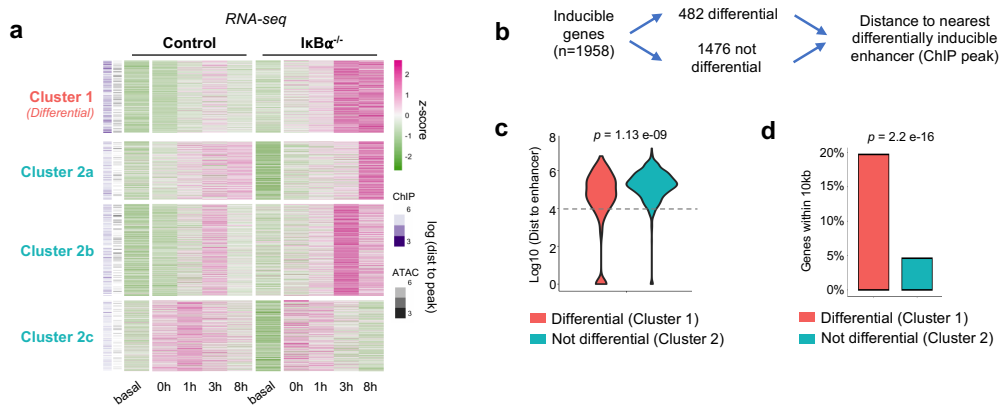 RNA-seq
a
Control
IκBα-/-
Cluster 1
(Differential)
Cluster 2a
Cluster 2b
Cluster 2c
2
1
0
-1
-2
z-score
ChIP
6
3
ATAC
6
3
log (dist to peak)
basal
0h
1h
3h
8h
basal
0h
1h
3h
8h
b
Inducible
genes
(n=1958)
482 differential
1476 not
differential
Distance to nearest
differentially inducible
enhancer (ChIP peak)
c
p = 1.13 e-09
Log10 (Dist to enhancer)
8
6
4
2
0
Differential (Cluster 1)
Not differential (Cluster 2)
d
p = 2.2 e-16
Genes within 10kb
20%
15%
10%
5%
0%
Differential (Cluster 1)
Not differential (Cluster 2)